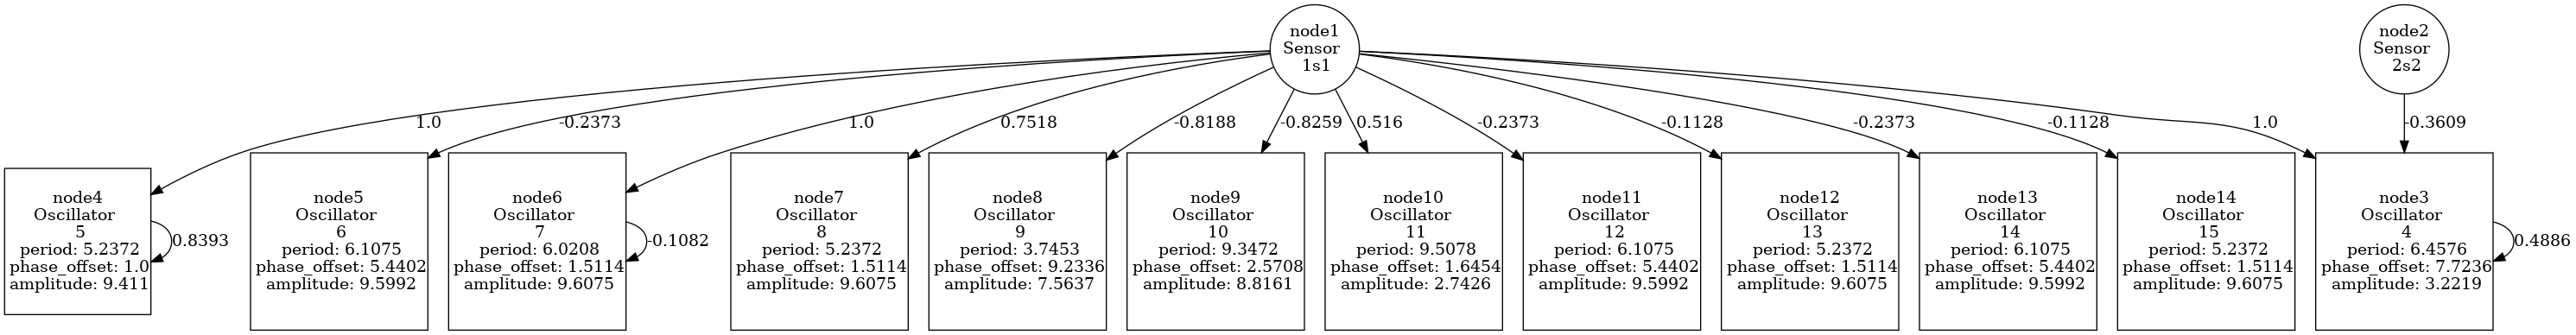 node1
Sensor
1s1
node2
Sensor
2s2
1.0
-0.2373
1.0
0.7518
-0.8188
-0.8259
0.516
-0.2373
-0.1128
-0.2373
-0.1128
1.0
-0.3609
node4
Oscillator
5
period: 5.2372
phase_offset: 1.0
amplitude: 9.411
0.8393
node5
Oscillator
6
period: 6.1075
phase_offset: 5.4402
amplitude: 9.5992
node6
Oscillator
7
period: 6.0208
phase_offset: 1.5114
amplitude: 9.6075
-0.1082
node7
Oscillator
8
period: 5.2372
phase_offset: 1.5114
amplitude: 9.6075
node8
Oscillator
9
period: 3.7453
phase_offset: 9.2336
amplitude: 7.5637
node9
Oscillator
10
period: 9.3472
phase_offset: 2.5708
amplitude: 8.8161
node10
Oscillator
11
period: 9.5078
phase_offset: 1.6454
amplitude: 2.7426
node11
Oscillator
12
period: 6.1075
phase_offset: 5.4402
amplitude: 9.5992
node12
Oscillator
13
period: 5.2372
phase_offset: 1.5114
amplitude: 9.6075
node13
Oscillator
14
period: 6.1075
phase_offset: 5.4402
amplitude: 9.5992
node14
Oscillator
15
period: 5.2372
phase_offset: 1.5114
amplitude: 9.6075
node3
Oscillator
4
period: 6.4576
phase_offset: 7.7236
amplitude: 3.2219
0.4886